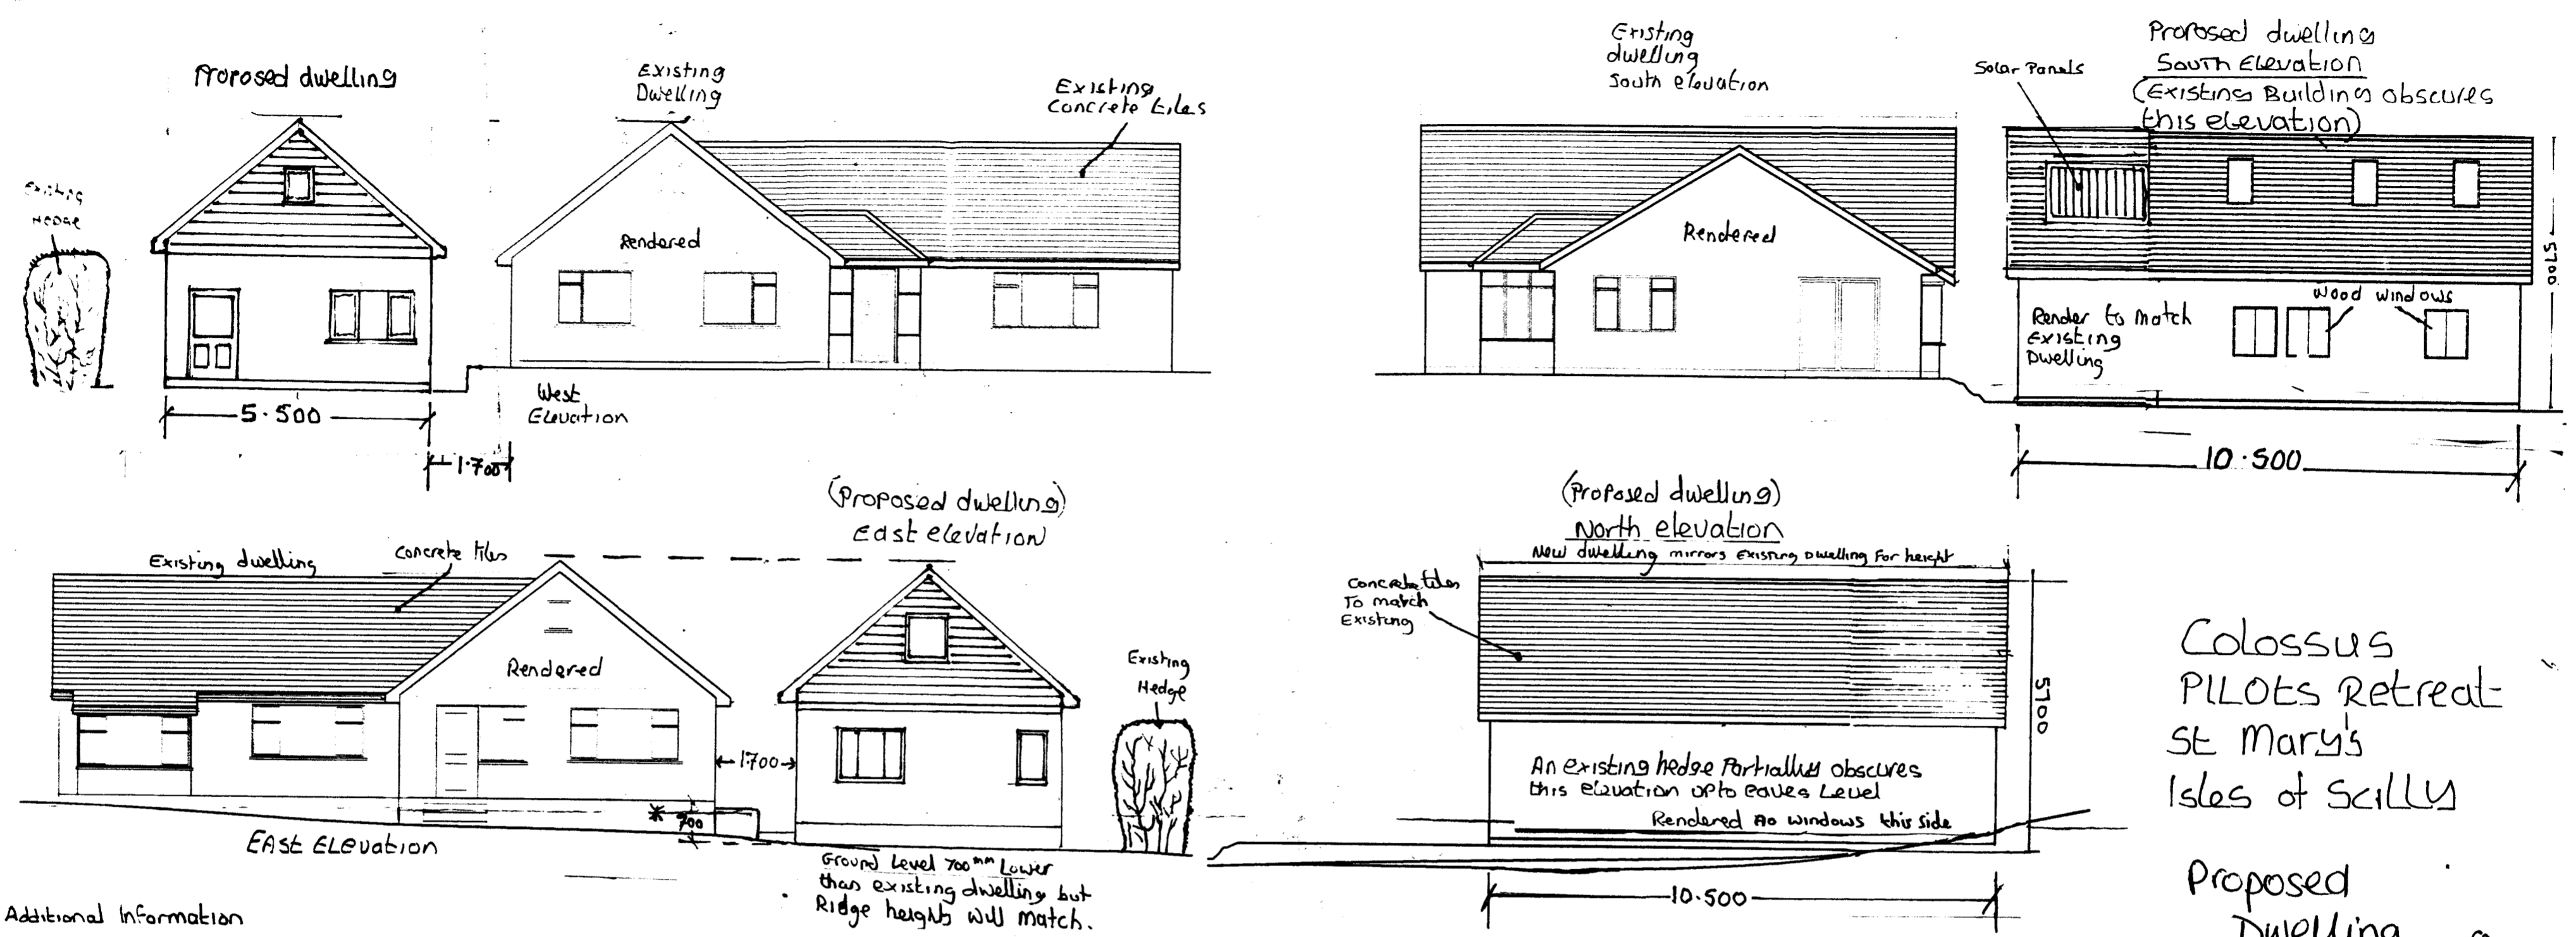 Proposed dwelling
Existing
Dwelling
Existing
Concrete tiles
Existing
Hedge
Rendered
West
Elevation
5.500
1.700
Existing
dwelling
South elevation
Rendered
Solar Panels
Proposed dwelling
South Elevation
(Existing Building obscures
this elevation)
Wood windows
Render to match
Existing
Dwelling
5700
10.500
Existing dwelling
Concrete tiles
(Proposed dwelling)
East elevation
Rendered
1700
Existing
Hedge
700
EAST ELEVATION
Ground Level 700mm Lower
than existing dwelling but
Ridge heights will match.
Additional Information
(Proposed dwelling)
North elevation
New dwelling mirrors Existing Dwelling For height
Concrete tiles
To match
Existing
An existing hedge Partially obscures
this elevation up to eaves Level
Rendered no windows this side
5700
10.500
Colossus
PILOTS Retreat
St Mary's
Isles of SCILLY
Proposed
Dwelling